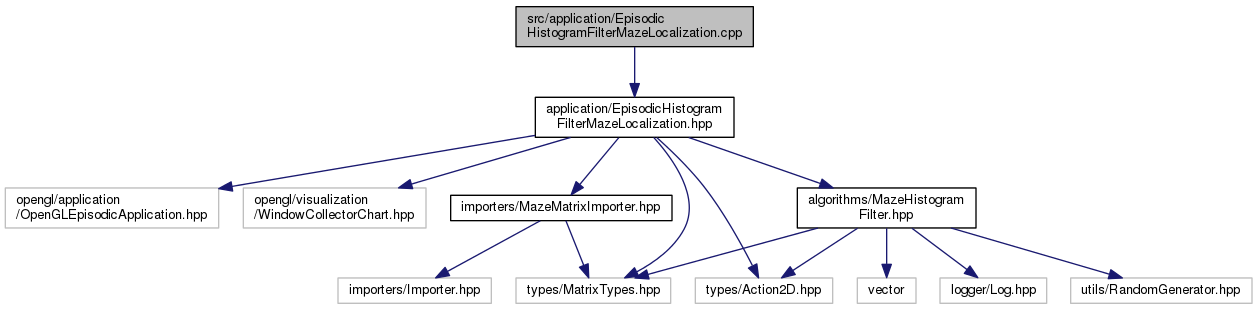 src/application/Episodic
HistogramFilterMazeLocalization.cpp
application/EpisodicHistogram
FilterMazeLocalization.hpp
opengl/application
/OpenGLEpisodicApplication.hpp
opengl/visualization
/WindowCollectorChart.hpp
importers/MazeMatrixImporter.hpp
algorithms/MazeHistogram
Filter.hpp
importers/Importer.hpp
types/MatrixTypes.hpp
types/Action2D.hpp
vector
logger/Log.hpp
utils/RandomGenerator.hpp